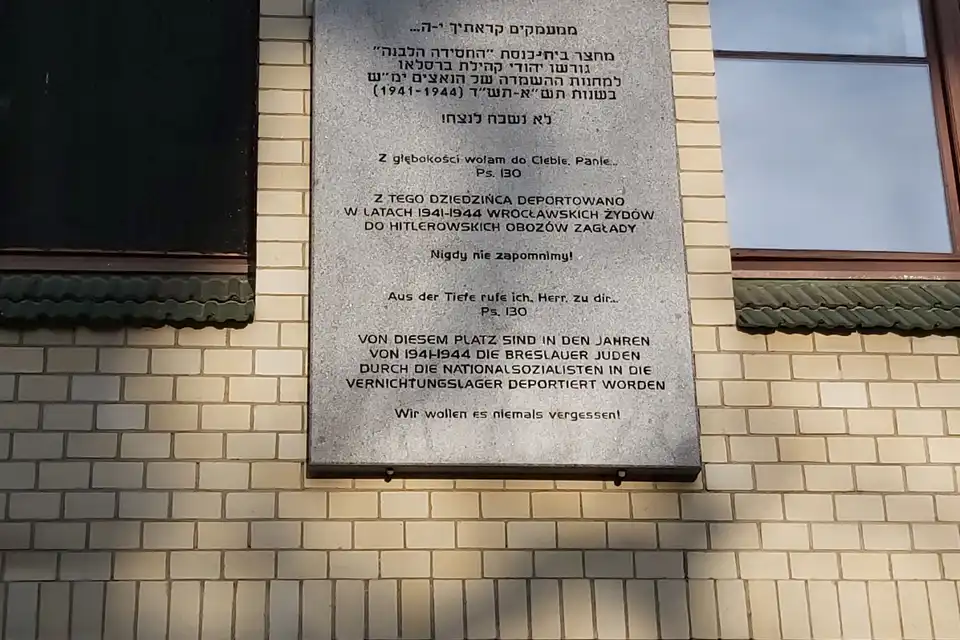 ממעמקים קראתיך י-ה...
מחצר בית-כנסת "החסידה הלבנה"
גורשו יהודי קהילת ברסלאו
למחנות ההשמדה של הנאצים ימ"ש
בשנות תש"א-תש"ד (1941-1944)
לא נשכח לנצח!
Z głębokości wołam do Ciebie, Panie...
Ps. 130
Z TEGO DZIEDZIŃCA DEPORTOWANO
W LATACH 1941-1944 WROCŁAWSKICH ŻYDÓW
DO HITLEROWSKICH OBOZÓW ZAGŁADY
Nigdy nie zapomnimy!
Aus der Tiefe rufe ich, Herr, zu dir...
Ps. 130
VON DIESEM PLATZ SIND IN DEN JAHREN
VON 1941-1944 DIE BRESLAUER JUDEN
DURCH DIE NATIONALSOZIALISTEN IN DIE
VERNICHTUNGSLAGER DEPORTIERT WORDEN
Wir wollen es niemals vergessen!